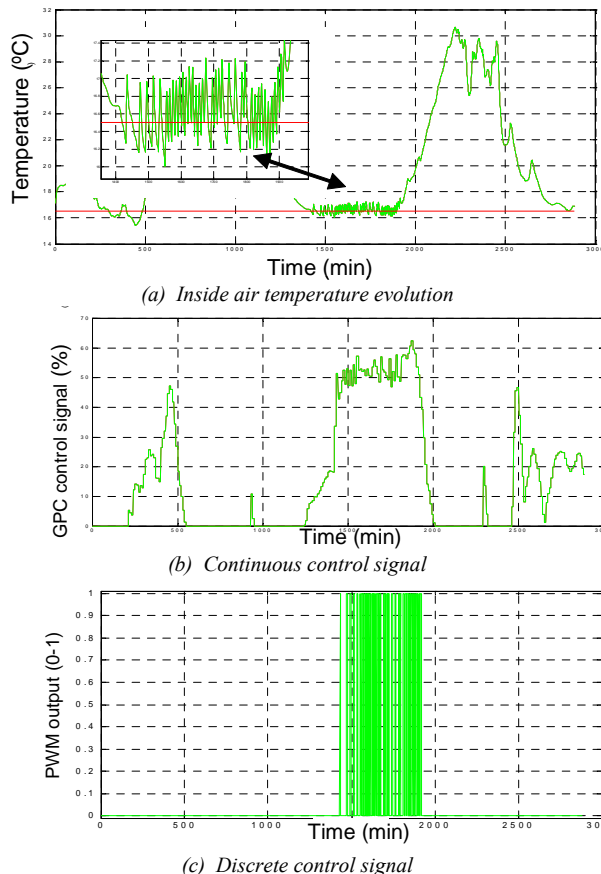 32
30
28
26
24
22
20
18
16
14
Temperature (ºC)
0 500 1000 1500 2000 2500 3000
Time (min)
(a) Inside air temperature evolution
70
60
50
40
30
20
10
0
GPC control signal (%)
0 500 1000 1500 2000 2500
Time (min)
(b) Continuous control signal
1
0.9
0.8
0.7
0.6
0.5
0.4
0.3
0.2
0.1
0
PWM output (0-1)
0 500 1000 2000 2500
Time (min)
(c) Discrete control signal